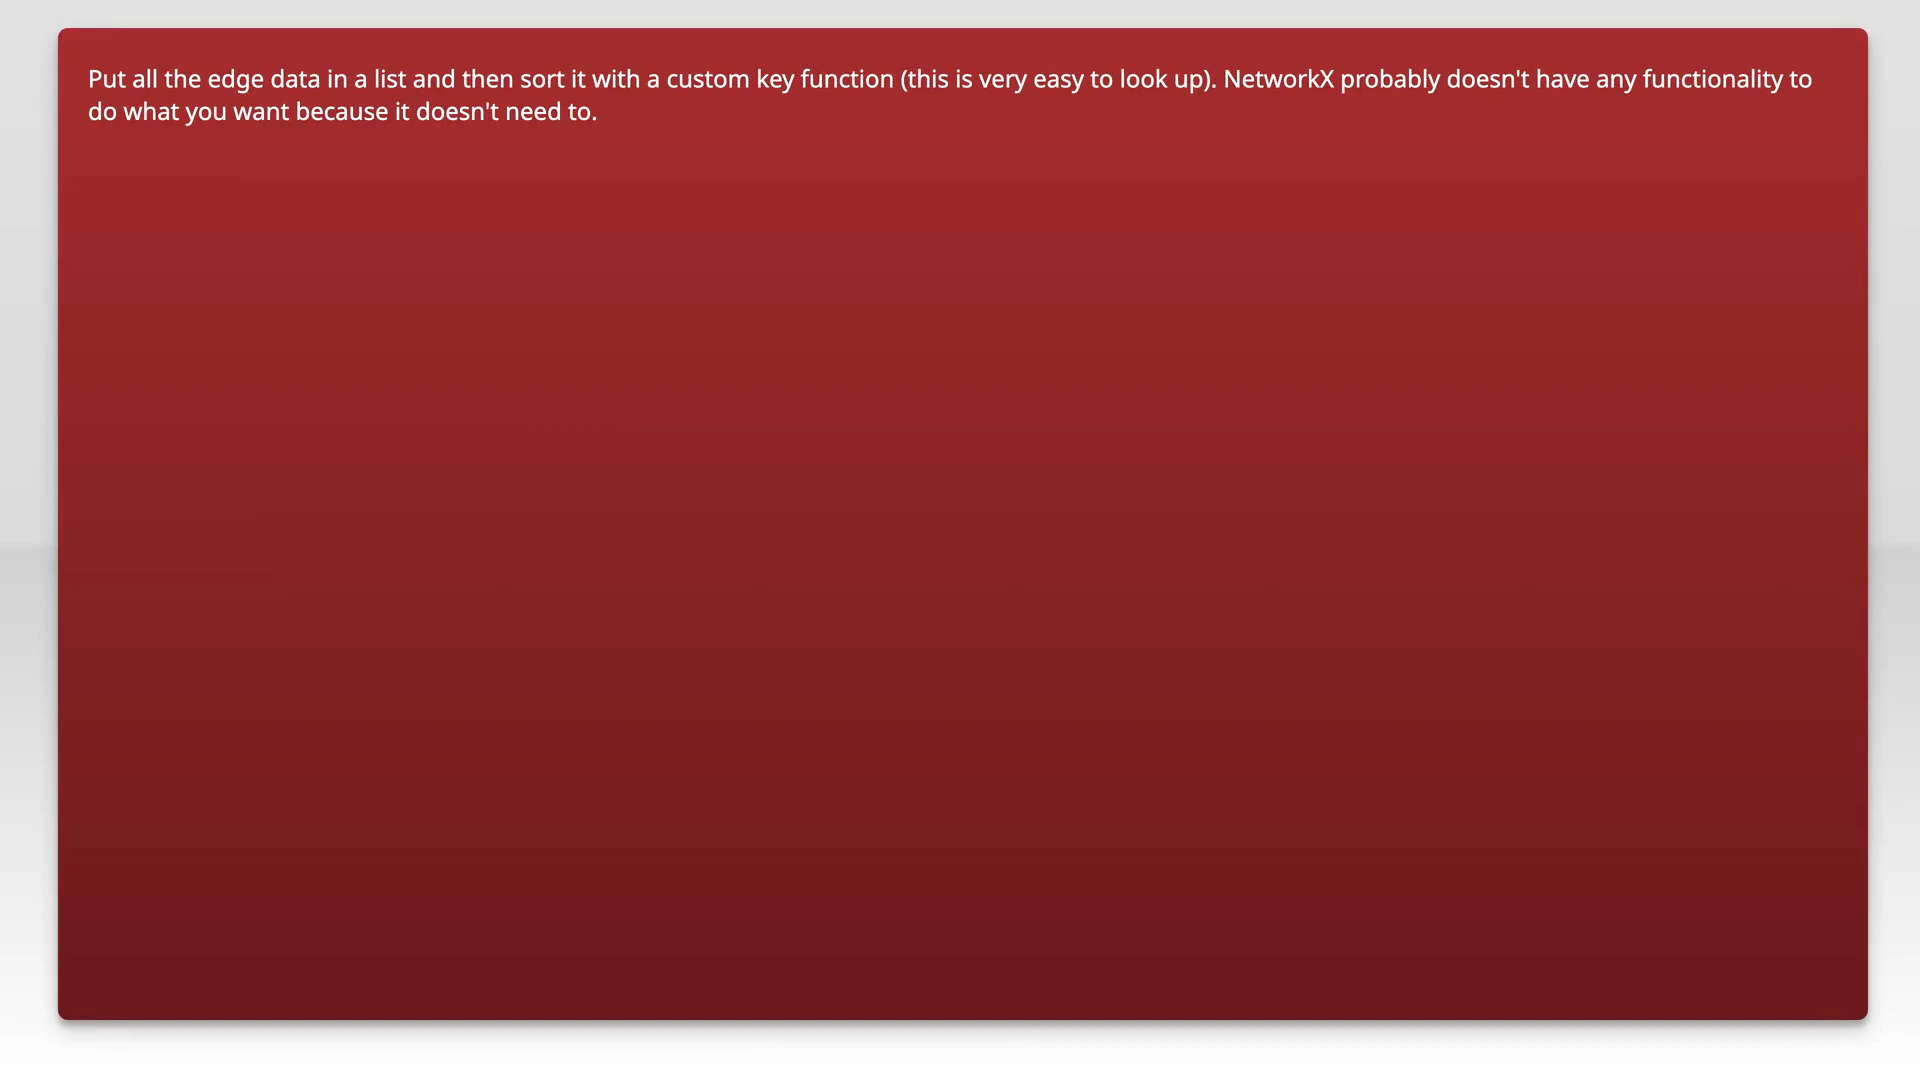 Put all the edge data in a list and then sort it with a custom key function (this is very easy to look up). NetworkX probably doesn't have any functionality to
do what you want because it doesn't need to.